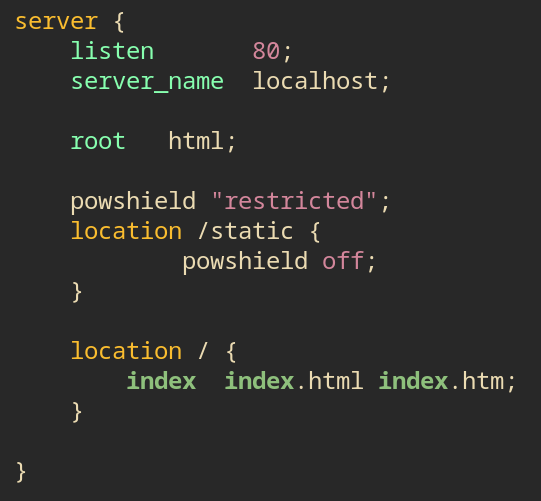 server {
    listen       80;
    server_name  localhost;

    root   html;

    powshield "restricted";
    location /static {
            powshield off;
    }

    location / {
        index  index.html index.htm;
    }

}